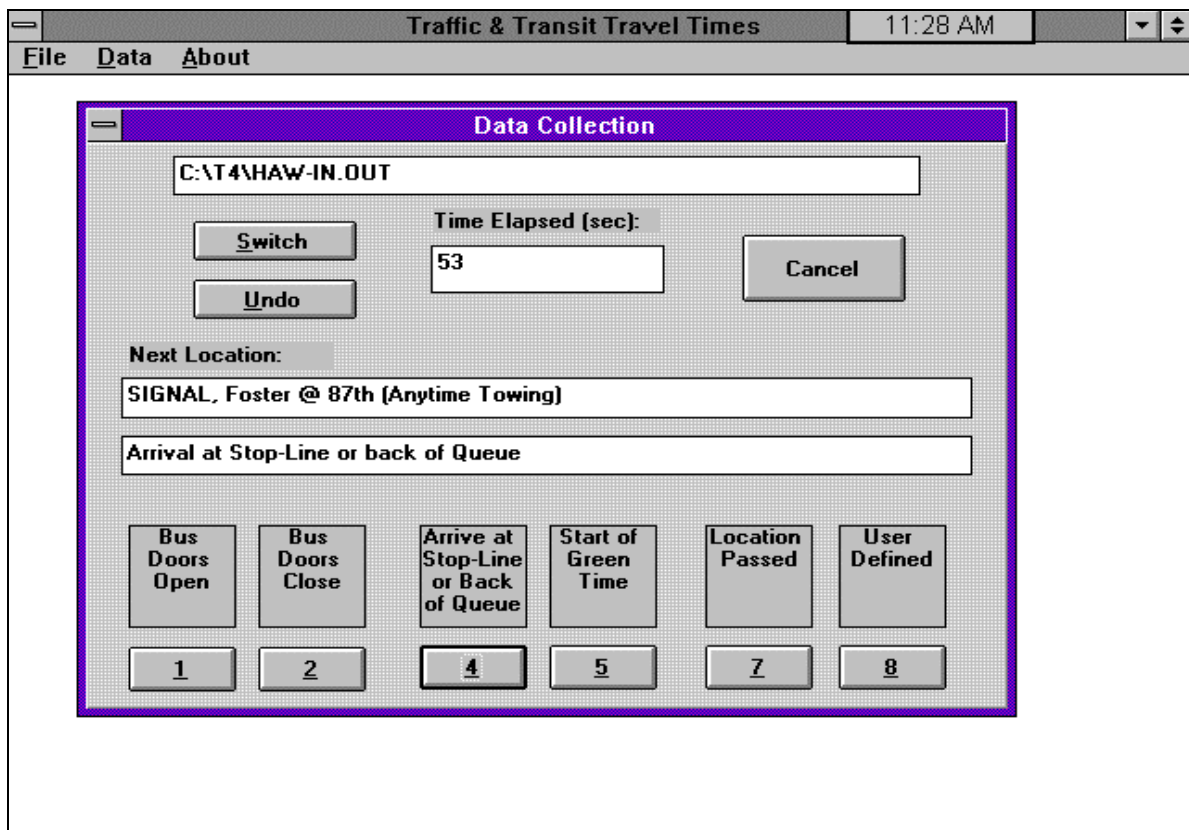 Traffic & Transit Travel Times 11:28 AM
File Data About
Data Collection
C:\T4\HAW-IN.OUT
Switch
Undo
Time Elapsed (sec):
53
Cancel
Next Location:
SIGNAL, Foster @ 87th (Anytime Towing)
Arrival at Stop-Line or back of Queue
Bus
Doors
Open
Bus
Doors
Close
Arrive at
Stop-Line
or Back
of Queue
Start of
Green
Time
Location
Passed
User
Defined
1 2 4 5 7 8